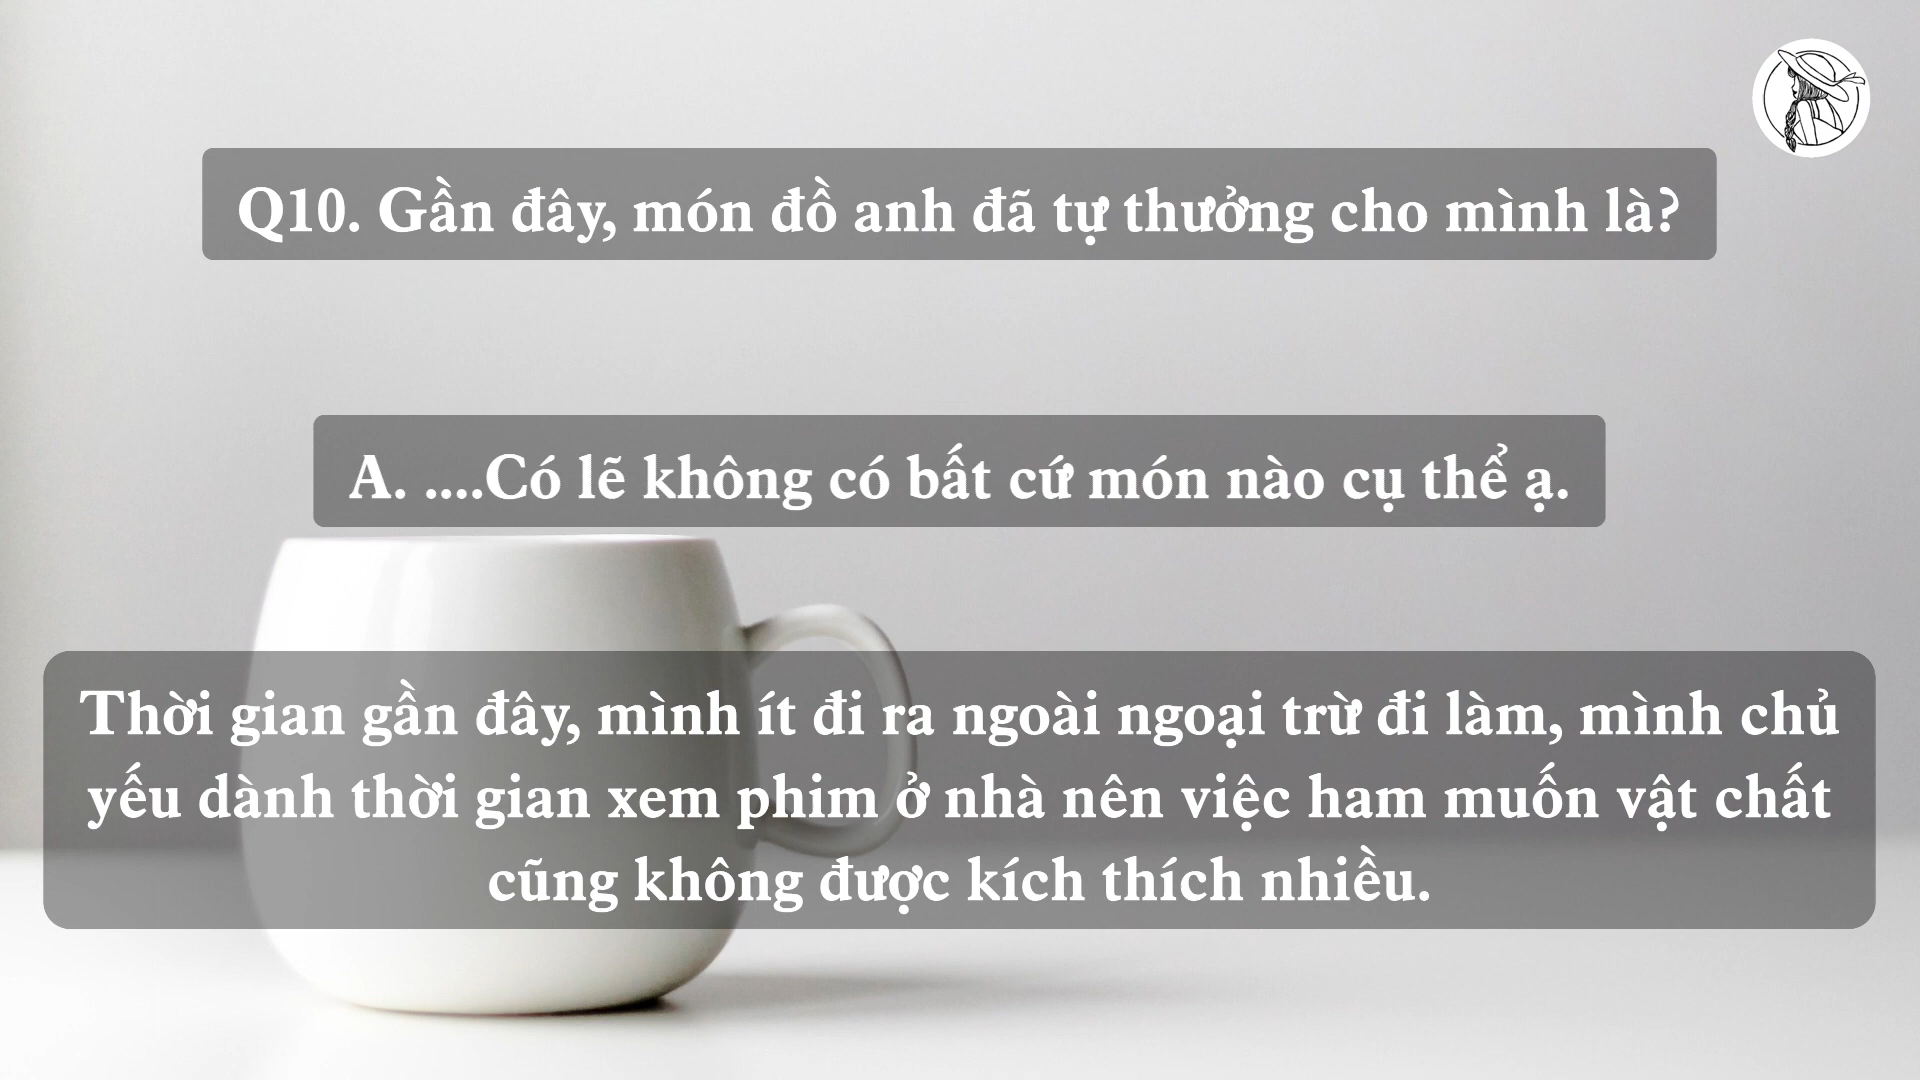 Q10. Gần đây, món đồ anh đã tự thưởng cho mình là?
A. ....Có lẽ không có bất cứ món nào cụ thể ạ.
Thời gian gần đây, mình ít đi ra ngoài ngoại trừ đi làm, mình chủ
yếu dành thời gian xem phim ở nhà nên việc ham muốn vật chất
cũng không được kích thích nhiều.